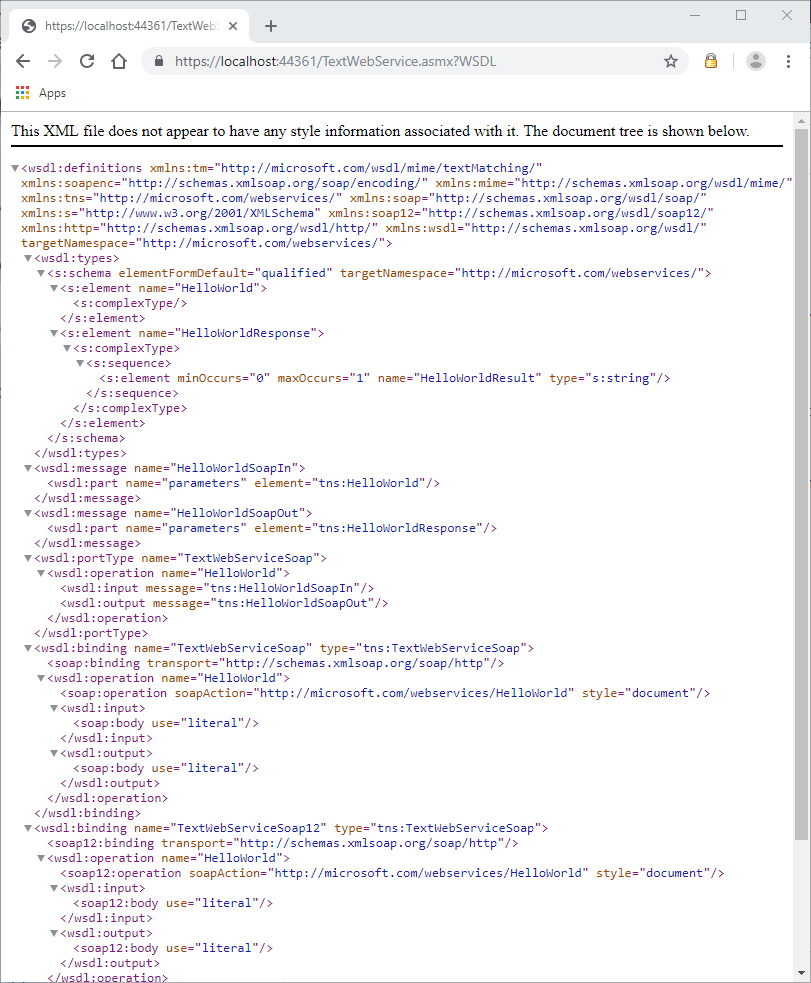 https://localhost:44361/TextWebS
https://localhost:44361/TextWebService.asmx?WSDL
Apps
This XML file does not appear to have any style information associated with it. The document tree is shown below.
<wsdl:definitions xmlns:tm="http://microsoft.com/wsdl/mime/textMatching/"
xmlns:soapenc="http://schemas.xmlsoap.org/soap/encoding/" xmlns:mime="http://schemas.xmlsoap.org/wsdl/mime/"
xmlns:tns="http://microsoft.com/webservices/" xmlns:soap="http://schemas.xmlsoap.org/wsdl/soap/"
xmlns:s="http://www.w3.org/2001/XMLSchema" xmlns:soap12="http://schemas.xmlsoap.org/wsdl/soap12/"
xmlns:http="http://schemas.xmlsoap.org/wsdl/http/" xmlns:wsdl="http://schemas.xmlsoap.org/wsdl/"
targetNamespace="http://microsoft.com/webservices/">
<wsdl:types>
<s:schema elementFormDefault="qualified" targetNamespace="http://microsoft.com/webservices/">
<s:element name="HelloWorld">
<s:complexType/>
</s:element>
<s:element name="HelloWorldResponse">
<s:complexType>
<s:sequence>
<s:element minOccurs="0" maxOccurs="1" name="HelloWorldResult" type="s:string"/>
</s:sequence>
</s:complexType>
</s:element>
</s:schema>
</wsdl:types>
<wsdl:message name="HelloWorldSoapIn">
<wsdl:part name="parameters" element="tns:HelloWorld"/>
</wsdl:message>
<wsdl:message name="HelloWorldSoapOut">
<wsdl:part name="parameters" element="tns:HelloWorldResponse"/>
</wsdl:message>
<wsdl:portType name="TextWebServiceSoap">
<wsdl:operation name="HelloWorld">
<wsdl:input message="tns:HelloWorldSoapIn"/>
<wsdl:output message="tns:HelloWorldSoapOut"/>
</wsdl:operation>
</wsdl:portType>
<wsdl:binding name="TextWebServiceSoap" type="tns:TextWebServiceSoap">
<soap:binding transport="http://schemas.xmlsoap.org/soap/http"/>
<wsdl:operation name="HelloWorld">
<soap:operation soapAction="http://microsoft.com/webservices/HelloWorld" style="document"/>
<wsdl:input>
<soap:body use="literal"/>
</wsdl:input>
<wsdl:output>
<soap:body use="literal"/>
</wsdl:output>
</wsdl:operation>
</wsdl:binding>
<wsdl:binding name="TextWebServiceSoap12" type="tns:TextWebServiceSoap">
<soap12:binding transport="http://schemas.xmlsoap.org/soap/http"/>
<wsdl:operation name="HelloWorld">
<soap12:operation soapAction="http://microsoft.com/webservices/HelloWorld" style="document"/>
<wsdl:input>
<soap12:body use="literal"/>
</wsdl:input>
<wsdl:output>
<soap12:body use="literal"/>
</wsdl:output>
</wsdl:operation>